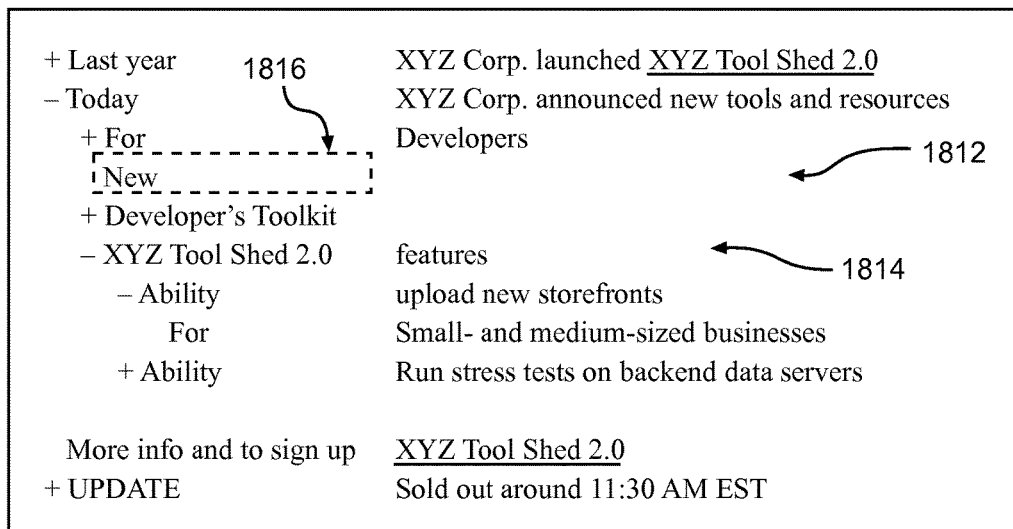 + Last year XYZ Corp. launched XYZ Tool Shed 2.0
1816
– Today XYZ Corp. announced new tools and resources
+ For Developers
1812
New
+ Developer's Toolkit
– XYZ Tool Shed 2.0 features
1814
– Ability upload new storefronts
For Small- and medium-sized businesses
+ Ability Run stress tests on backend data servers
More info and to sign up XYZ Tool Shed 2.0
+ UPDATE Sold out around 11:30 AM EST